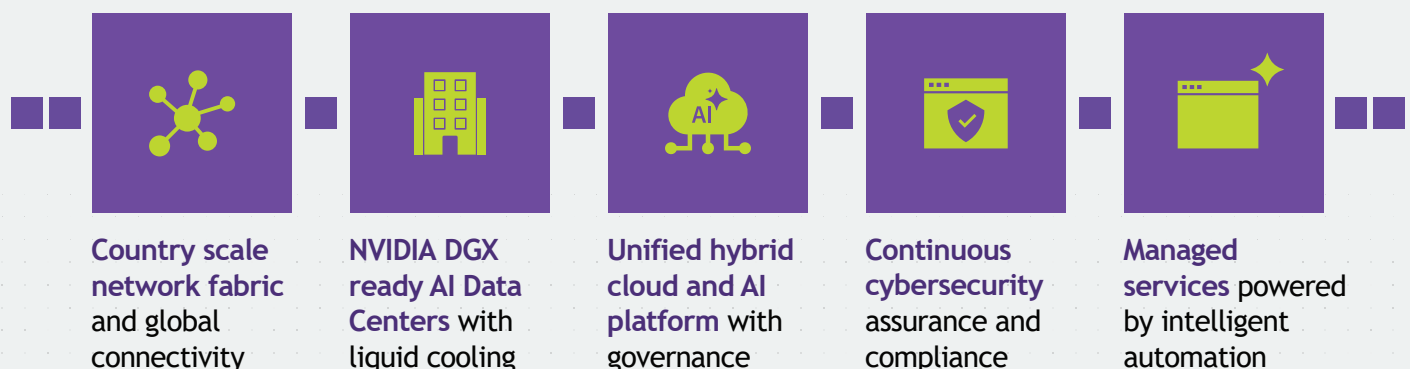 AI
Country scale
network fabric
and global
connectivity
NVIDIA DGX
ready AI Data
Centers with
liquid cooling
Unified hybrid
cloud and AI
platform with
governance
Continuous
cybersecurity
assurance and
compliance
Managed
services powered
by intelligent
automation